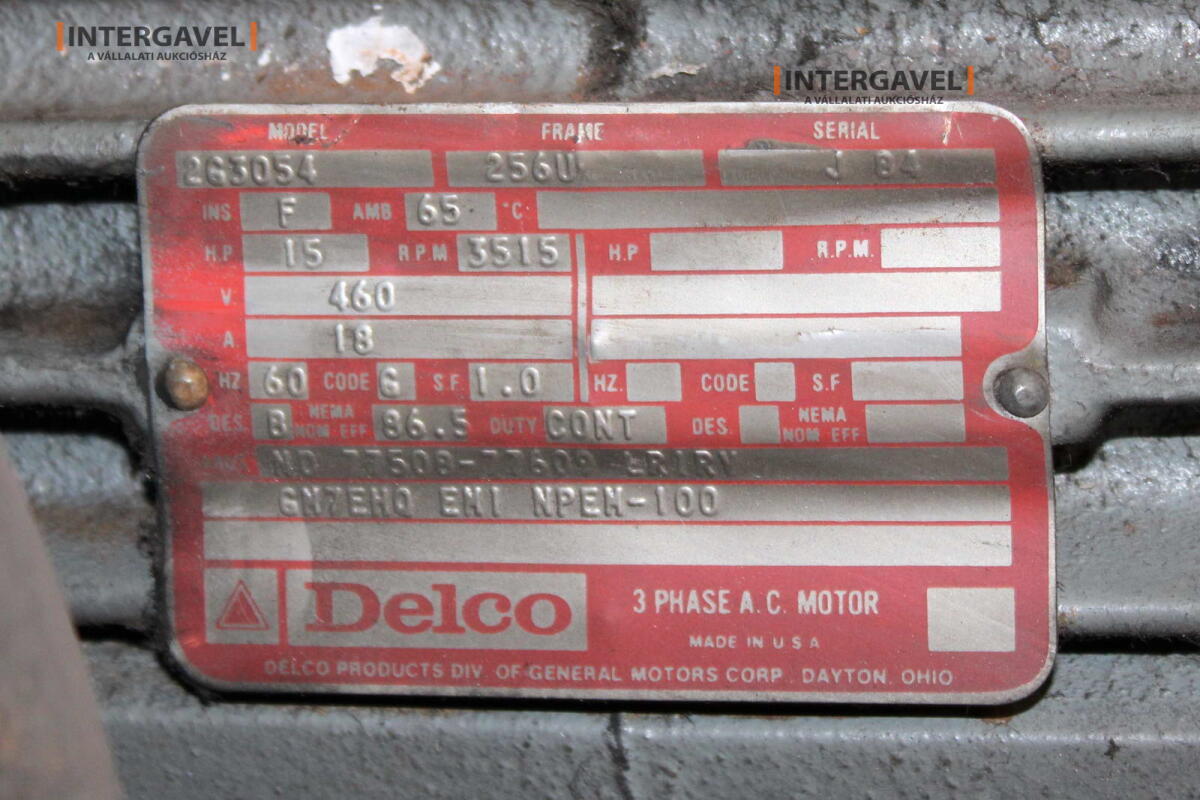 INTERGAVEL
A VÁLLALATI AUKCIÓSHÁZ
INTERGAVEL
A VÁLLALATI AUKCIÓSHÁZ
MODEL FRAME SERIAL
2G3054 256U J 84
INS F AMB 65 °C
H.P 15 R.P.M 3515 H.P R.P.M.
V. 460
A 18
HZ 60 CODE G S.F. 1.0 HZ. CODE S.F
DES. B NEMA NOM EFF 86.5 DUTY CONT DES. NEMA NOM EFF
GM7EHQ EM1 NPEM-100
Delco 3 PHASE A.C. MOTOR
MADE IN U S A
DELCO PRODUCTS DIV. OF GENERAL MOTORS CORP. DAYTON, OHIO